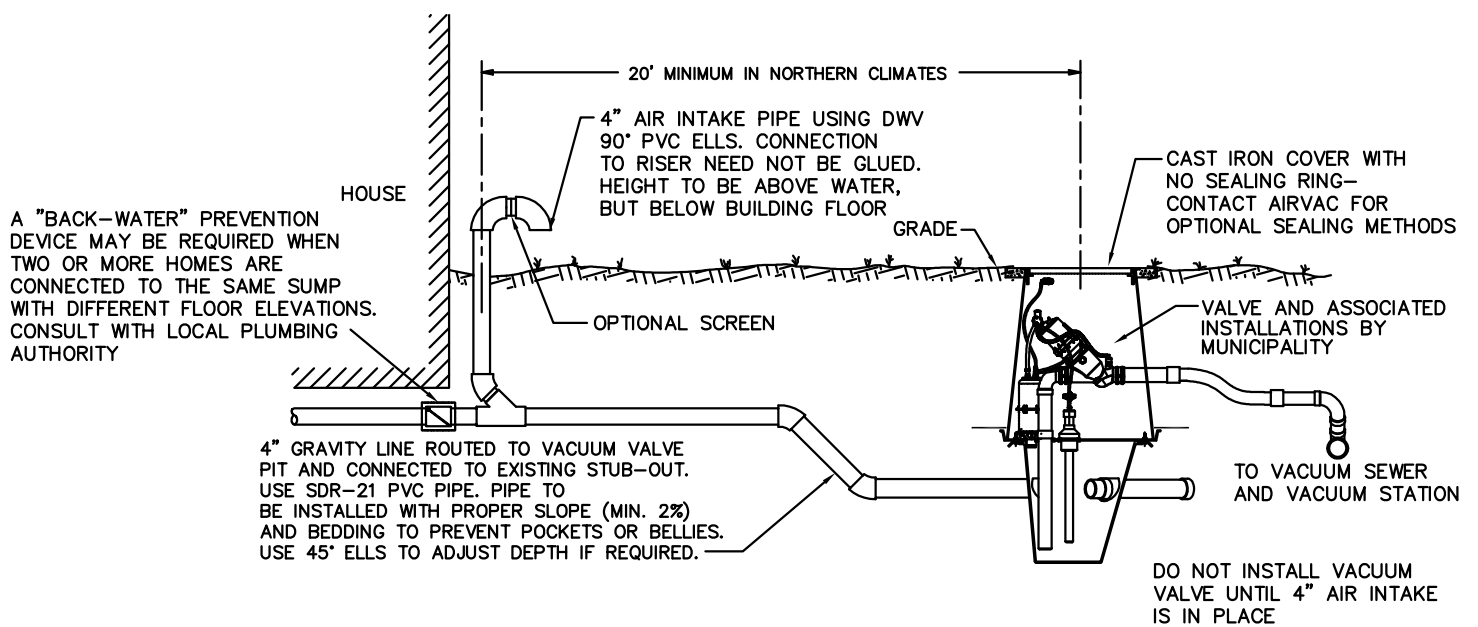 20' MINIMUM IN NORTHERN CLIMATES
4" AIR INTAKE PIPE USING DWV
90° PVC ELLS. CONNECTION
TO RISER NEED NOT BE GLUED.
HEIGHT TO BE ABOVE WATER,
BUT BELOW BUILDING FLOOR
CAST IRON COVER WITH
NO SEALING RING–
CONTACT AIRVAC FOR
OPTIONAL SEALING METHODS
HOUSE
A "BACK–WATER" PREVENTION
DEVICE MAY BE REQUIRED WHEN
TWO OR MORE HOMES ARE
CONNECTED TO THE SAME SUMP
WITH DIFFERENT FLOOR ELEVATIONS.
CONSULT WITH LOCAL PLUMBING
AUTHORITY
GRADE
OPTIONAL SCREEN
VALVE AND ASSOCIATED
INSTALLATIONS BY
MUNICIPALITY
4" GRAVITY LINE ROUTED TO VACUUM VALVE
PIT AND CONNECTED TO EXISTING STUB–OUT.
USE SDR–21 PVC PIPE. PIPE TO
BE INSTALLED WITH PROPER SLOPE (MIN. 2%)
AND BEDDING TO PREVENT POCKETS OR BELLIES.
USE 45° ELLS TO ADJUST DEPTH IF REQUIRED.
TO VACUUM SEWER
AND VACUUM STATION
DO NOT INSTALL VACUUM
VALVE UNTIL 4" AIR INTAKE
IS IN PLACE